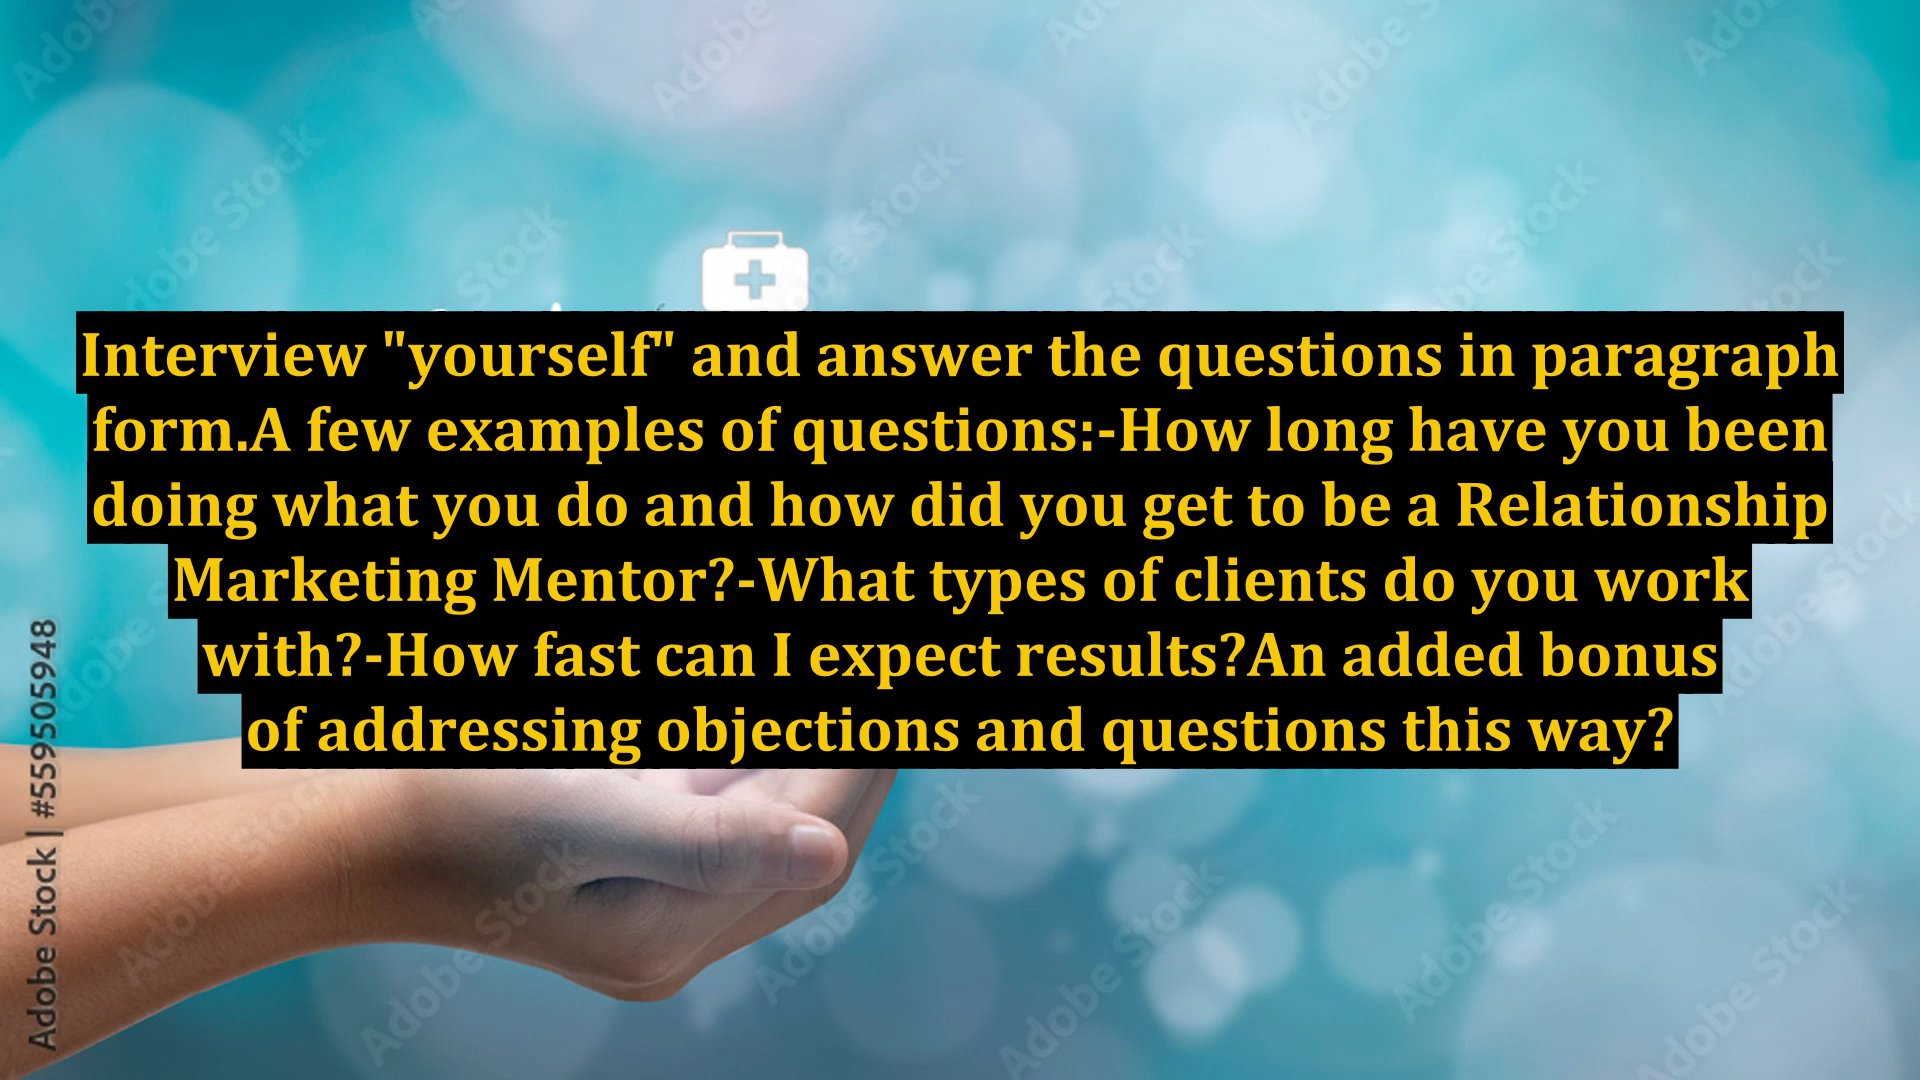 Interview "yourself" and answer the questions in paragraph
form.A few examples of questions:-How long have you been
doing what you do and how did you get to be a Relationship
Marketing Mentor?-What types of clients do you work
with?-How fast can I expect results?An added bonus
of addressing objections and questions this way?
Adobe Stock | #559505948
Adobe Stock